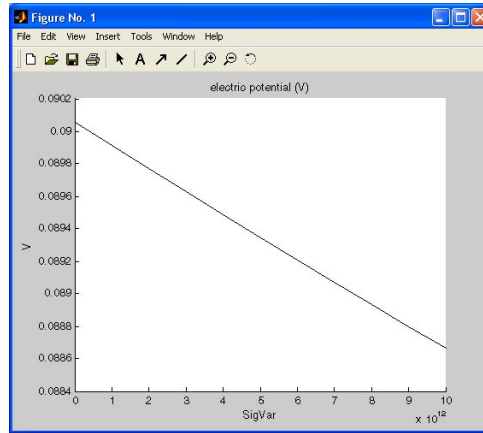 Figure No. 1
File Edit View Insert Tools Window Help
A
electrio potential (V)
0.0902
0.09
0.0898
0.0896
0.0894
0.0892
0.089
0.0888
0.0886
0.0884
V
0 1 2 3 4 5 6 7 8 9 10
SigVar
x 10^12